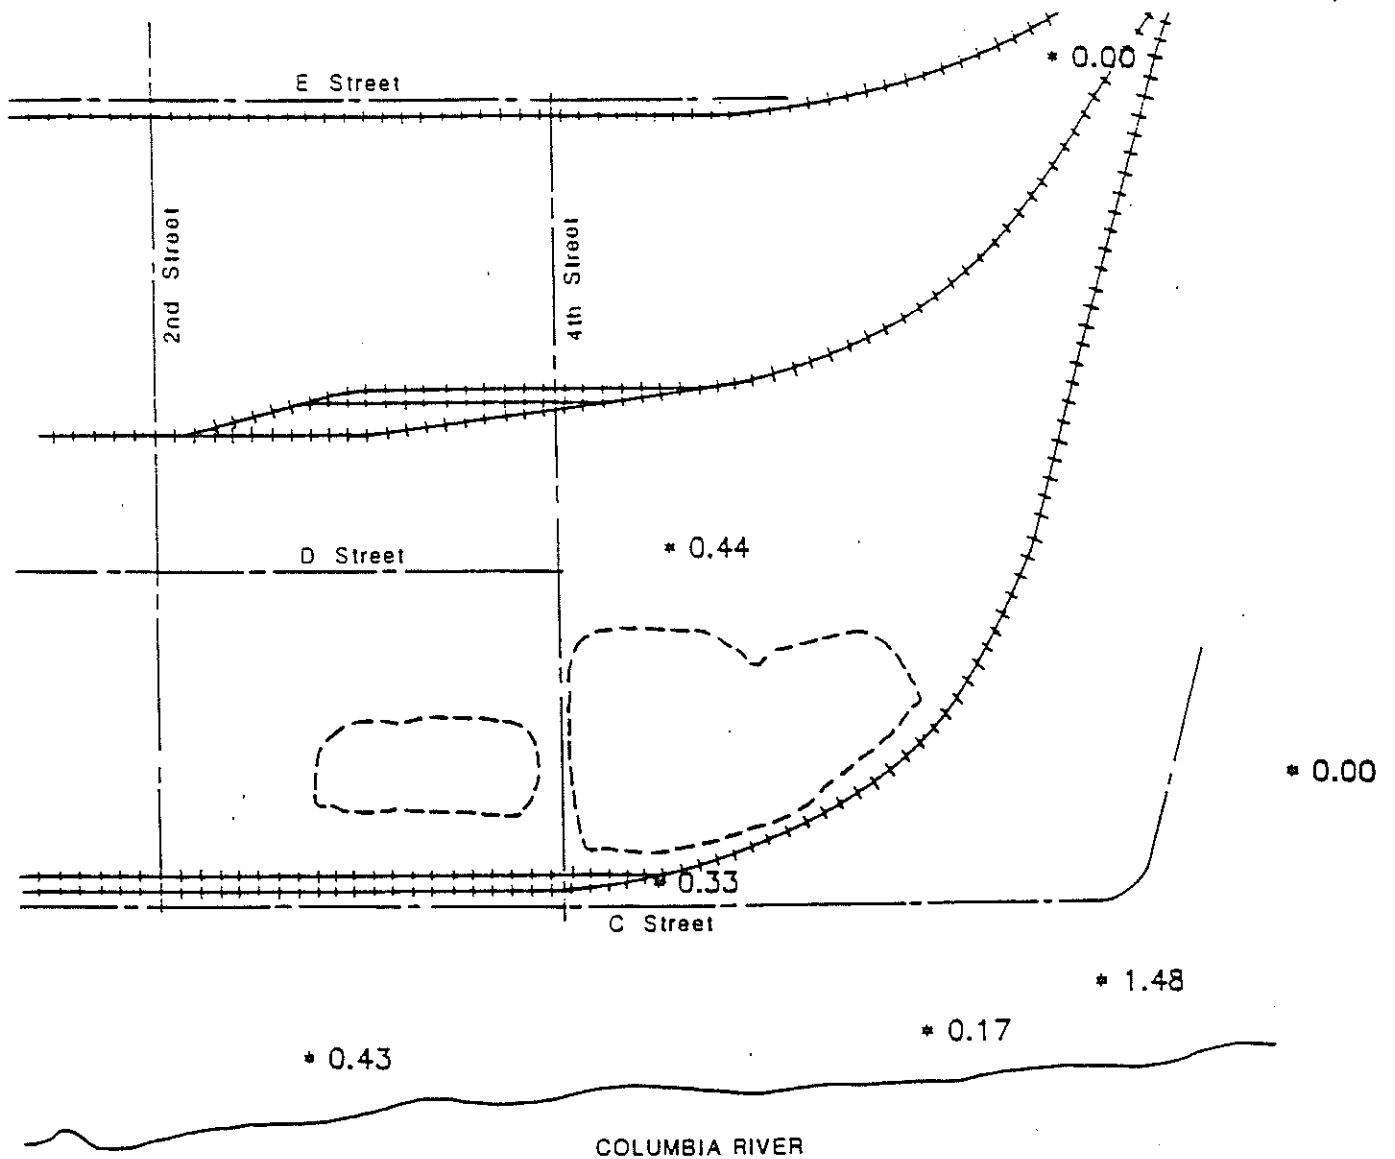 * 0.00
E Street
2nd Street
4th Street
* 0.44
D Street
* 0.00
* 0.33
C Street
* 1.48
* 0.17
* 0.43
COLUMBIA RIVER